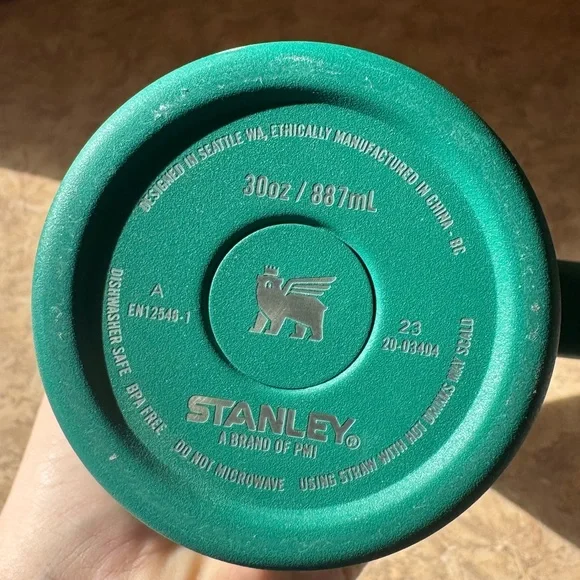 DESIGNED IN SEATTLE WA, ETHICALLY MANUFACTURED IN CHINA - BC
30oz / 887mL
A
EN12546-1
23
20-03404
STANLEY®
A BRAND OF PMI
DISHWASHER SAFE BPA FREE DO NOT MICROWAVE USING STRAW WITH HOT DRINKS MAY SCALD